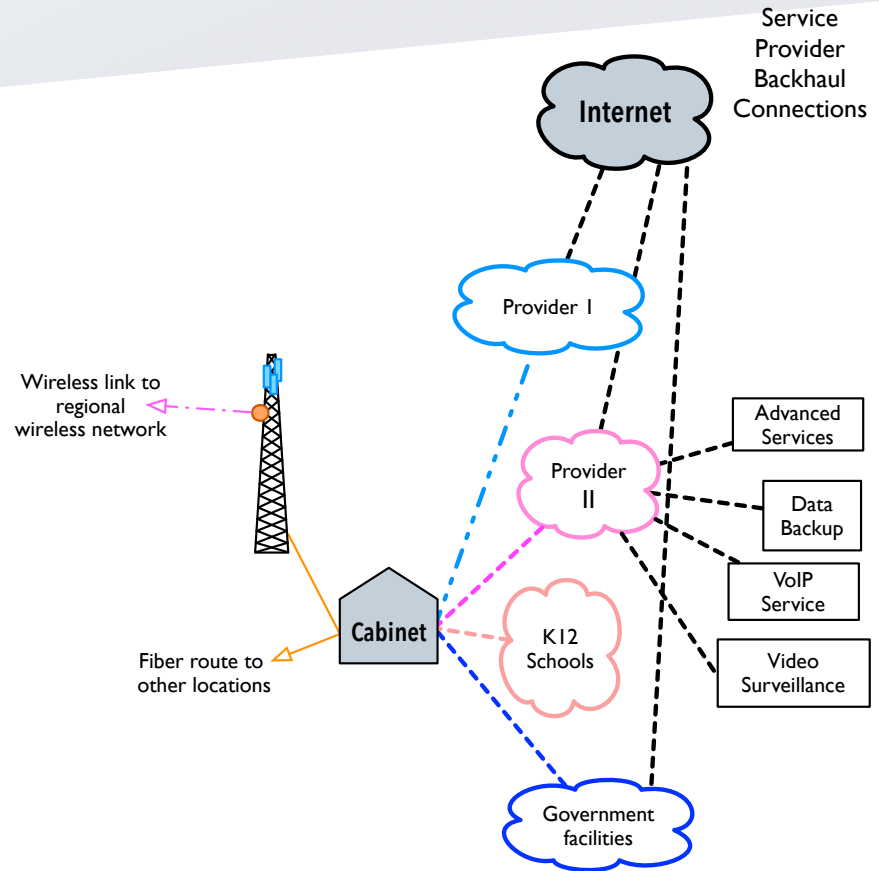 Service
Provider
Backhaul
Connections
Internet
Provider I
Wireless link to
regional
wireless network
Provider
II
Advanced
Services
Data
Backup
VoIP
Service
Cabinet
K12
Schools
Fiber route to
other locations
Video
Surveillance
Government
facilities